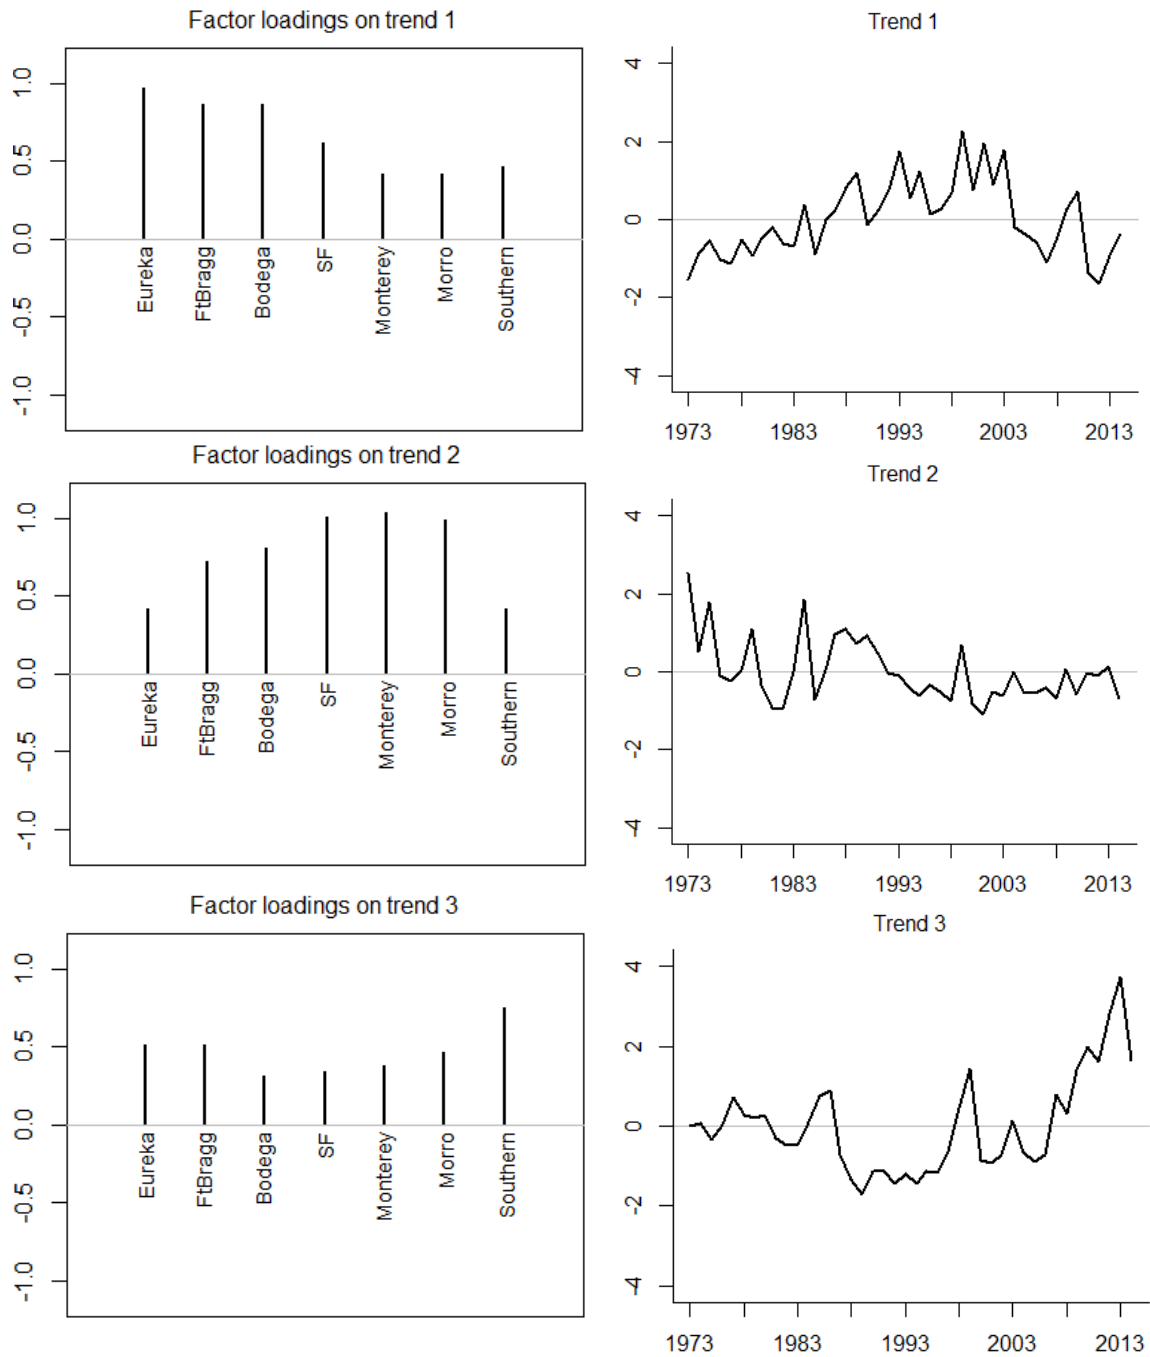 Factor loadings on trend 1
1.0
0.5
0.0
-0.5
-1.0
Eureka
FtBragg
Bodega
SF
Monterey
Morro
Southern
Trend 1
4
2
0
-2
-4
1973 1983 1993 2003 2013
Factor loadings on trend 2
1.0
0.5
0.0
-0.5
-1.0
Eureka
FtBragg
Bodega
SF
Monterey
Morro
Southern
Trend 2
4
2
0
-2
-4
1973 1983 1993 2003 2013
Factor loadings on trend 3
1.0
0.5
0.0
-0.5
-1.0
Eureka
FtBragg
Bodega
SF
Monterey
Morro
Southern
Trend 3
4
2
0
-2
-4
1973 1983 1993 2003 2013